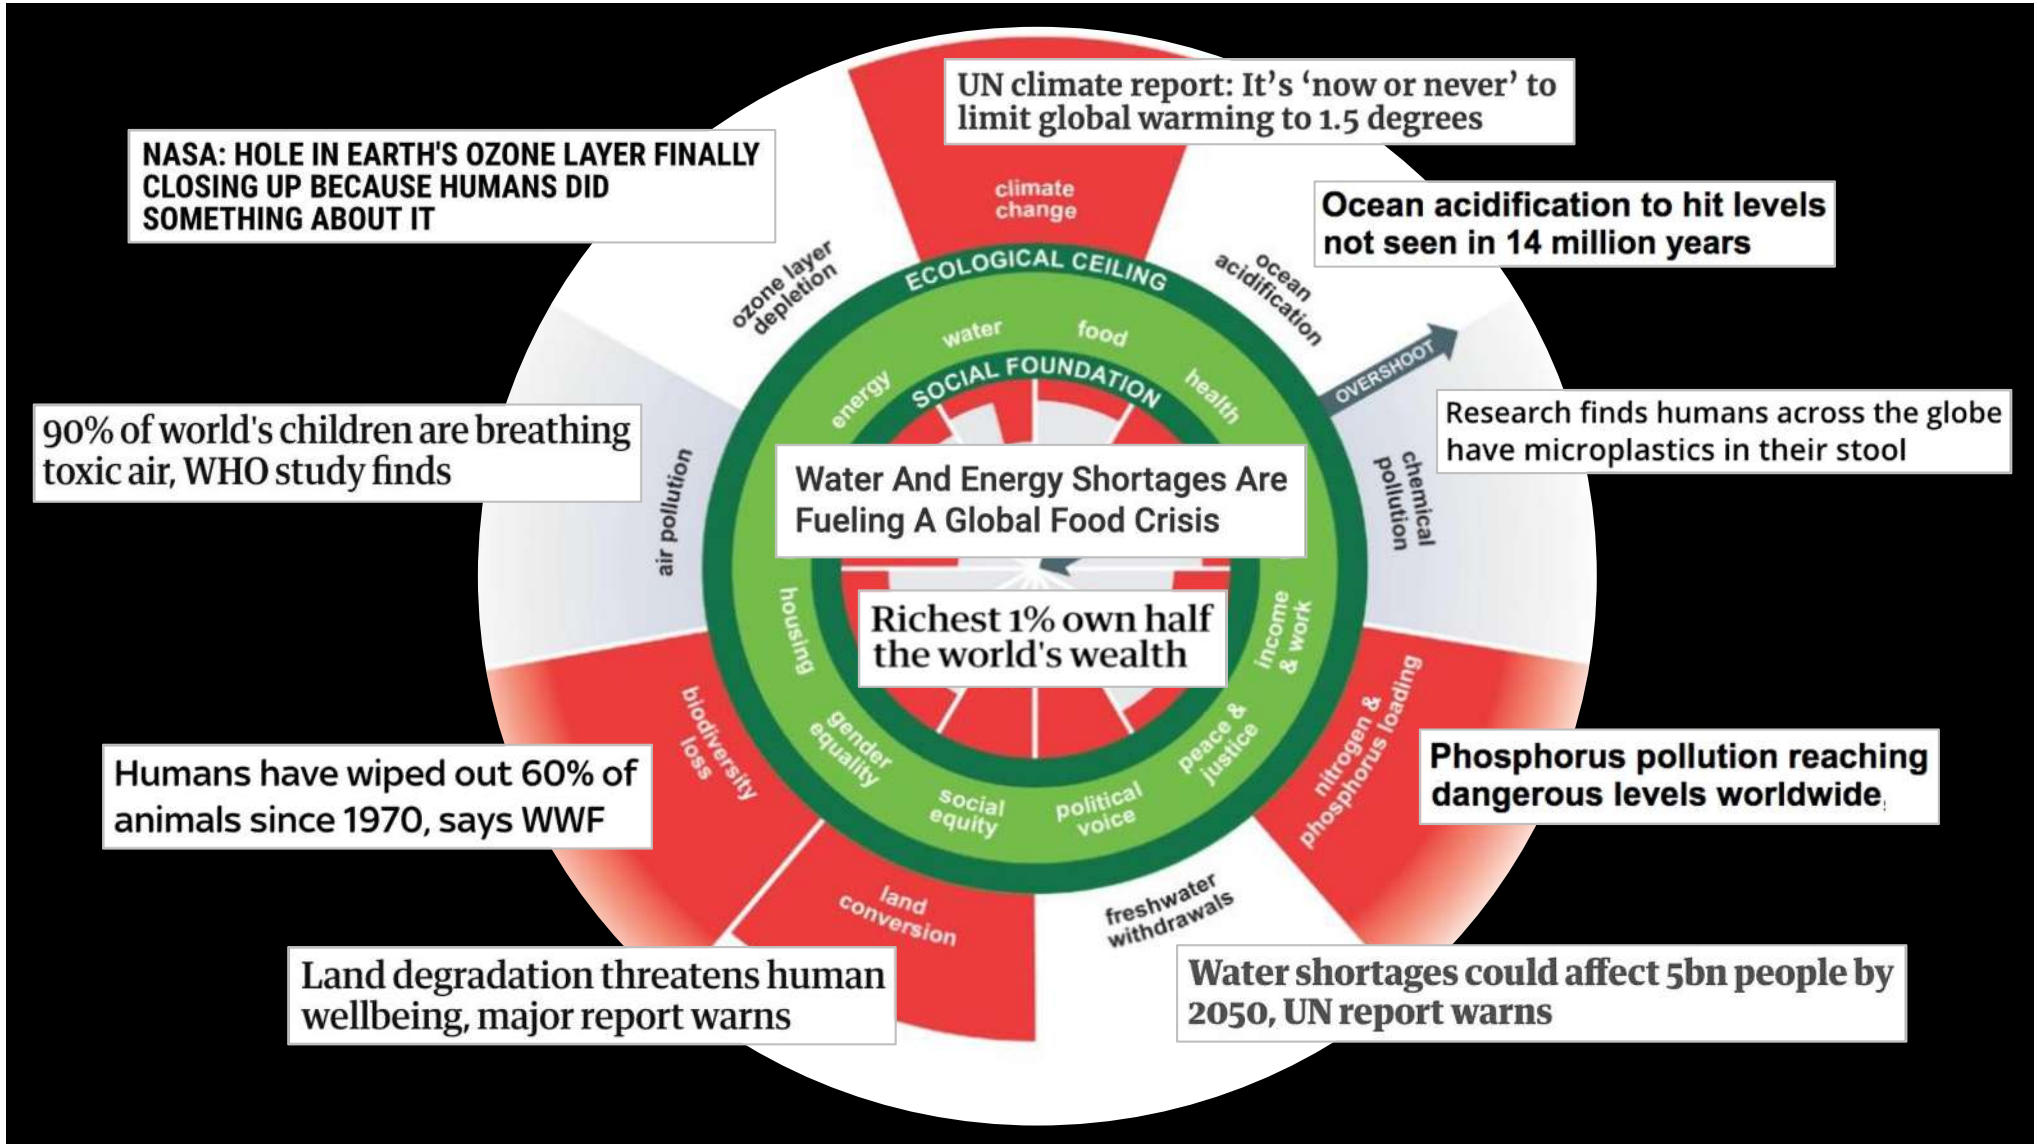 UN climate report: It's ‘now or never’ to
limit global warming to 1.5 degrees
NASA: HOLE IN EARTH'S OZONE LAYER FINALLY
CLOSING UP BECAUSE HUMANS DID
SOMETHING ABOUT IT
climate
change
Ocean acidification to hit levels
not seen in 14 million years
ozone layer
depletion
ECOLOGICAL CEILING
ocean
acidification
water
food
energy
SOCIAL FOUNDATION
health
OVERSHOOT
90% of world's children are breathing
toxic air, WHO study finds
Research finds humans across the globe
have microplastics in their stool
air pollution
Water And Energy Shortages Are
Fueling A Global Food Crisis
chemical
pollution
housing
Richest 1% own half
the world's wealth
income
& work
biodiversity
loss
gender
equality
social
equity
political
voice
peace &
justice
nitrogen &
phosphorus loading
Humans have wiped out 60% of
animals since 1970, says WWF
Phosphorus pollution reaching
dangerous levels worldwide,
land
conversion
freshwater
withdrawals
Land degradation threatens human
wellbeing, major report warns
Water shortages could affect 5bn people by
2050, UN report warns